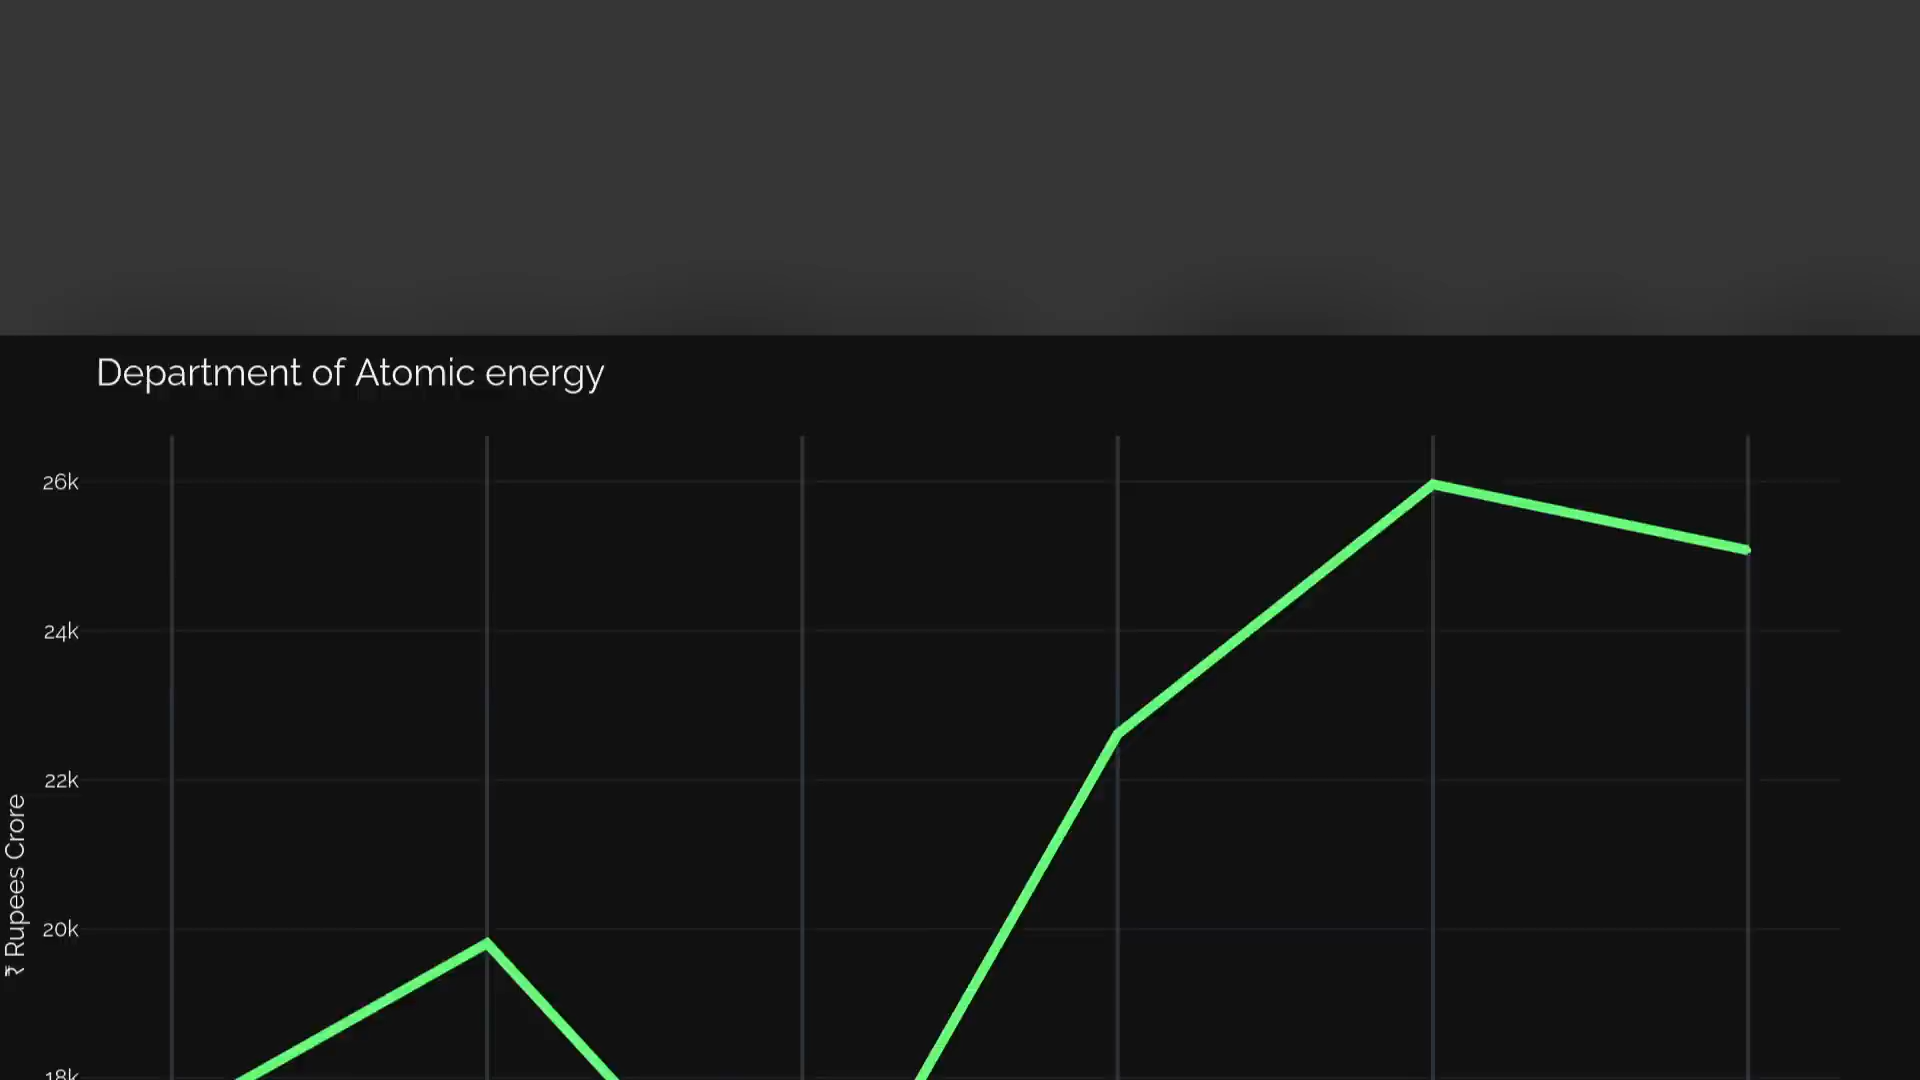 Department of Atomic energy
26k
24k
22k
20k
18k
₹ Rupees Crore